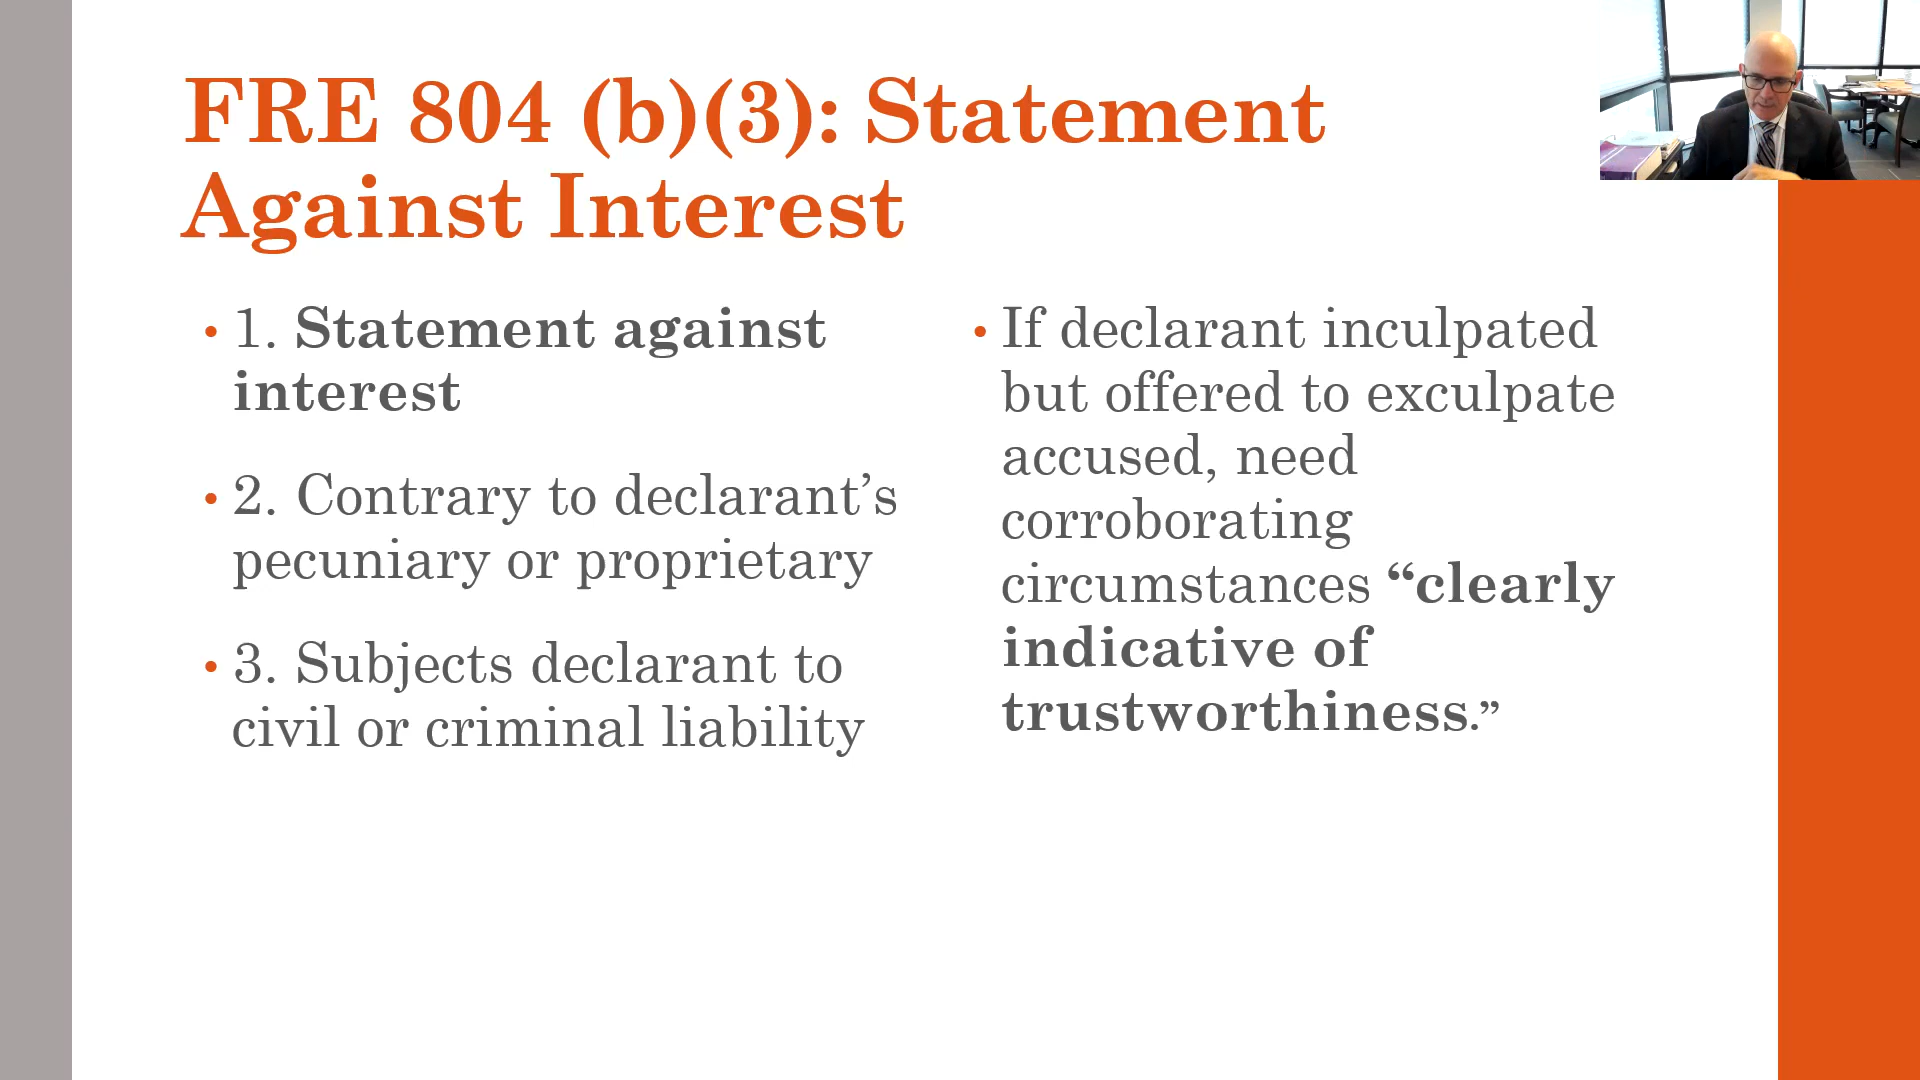 FRE 804 (b)(3): Statement
Against Interest
• 1. Statement against
interest
• 2. Contrary to declarant’s
pecuniary or proprietary
• 3. Subjects declarant to
civil or criminal liability
• If declarant inculpated
but offered to exculpate
accused, need
corroborating
circumstances “clearly
indicative of
trustworthiness.”